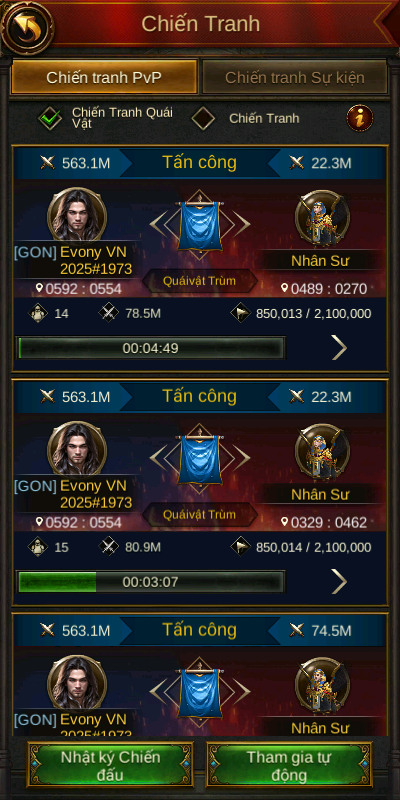 Chiến Tranh
Chiến tranh PvP
Chiến tranh Sự kiện
Chiến Tranh Quái
Vật
Chiến Tranh
563.1M
Tấn công
22.3M
[GON] Evony VN
2025#1973
Nhân Sư
0592 : 0554
Quáivật Trùm
0489 : 0270
14
78.5M
850,013 / 2,100,000
00:04:49
563.1M
Tấn công
22.3M
[GON] Evony VN
2025#1973
Nhân Sư
0592 : 0554
Quáivật Trùm
0329 : 0462
15
80.9M
850,014 / 2,100,000
00:03:07
563.1M
Tấn công
74.5M
[GON] Evony VN
2025#1973
Nhân Sư
Nhật ký Chiến
đấu
Tham gia tự
động